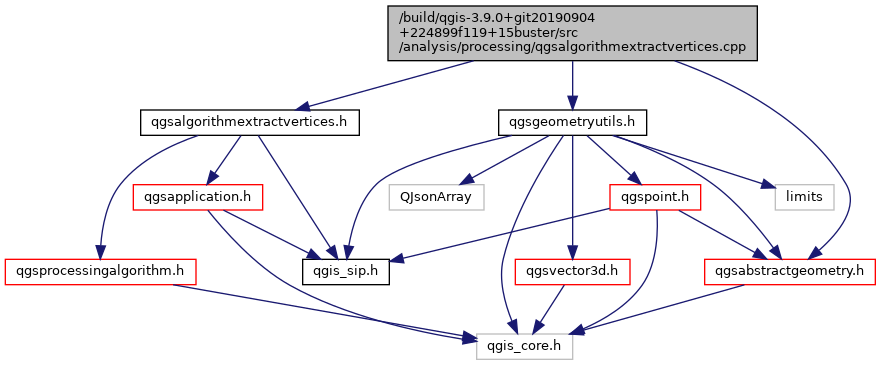 /build/qgis-3.9.0+git20190904
+224899f119+15buster/src
/analysis/processing/qgsalgorithmextractvertices.cpp
qgsalgorithmextractvertices.h
qgsgeometryutils.h
qgsapplication.h
QJsonArray
qgspoint.h
limits
qgsprocessingalgorithm.h
qgis_sip.h
qgsvector3d.h
qgsabstractgeometry.h
qgis_core.h